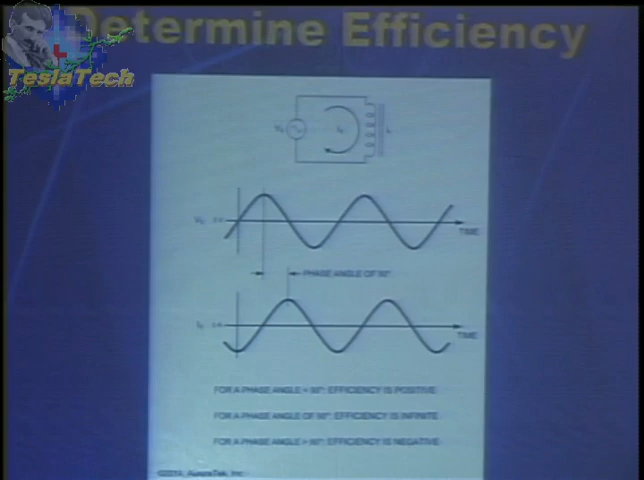 Determine Efficiency
TeslaTech
TIME
PHASE ANGLE OF 90°
TIME
FOR A PHASE ANGLE < 90°: EFFICIENCY IS POSITIVE
FOR A PHASE ANGLE OF 90°: EFFICIENCY IS INFINITE
FOR A PHASE ANGLE > 90°: EFFICIENCY IS NEGATIVE